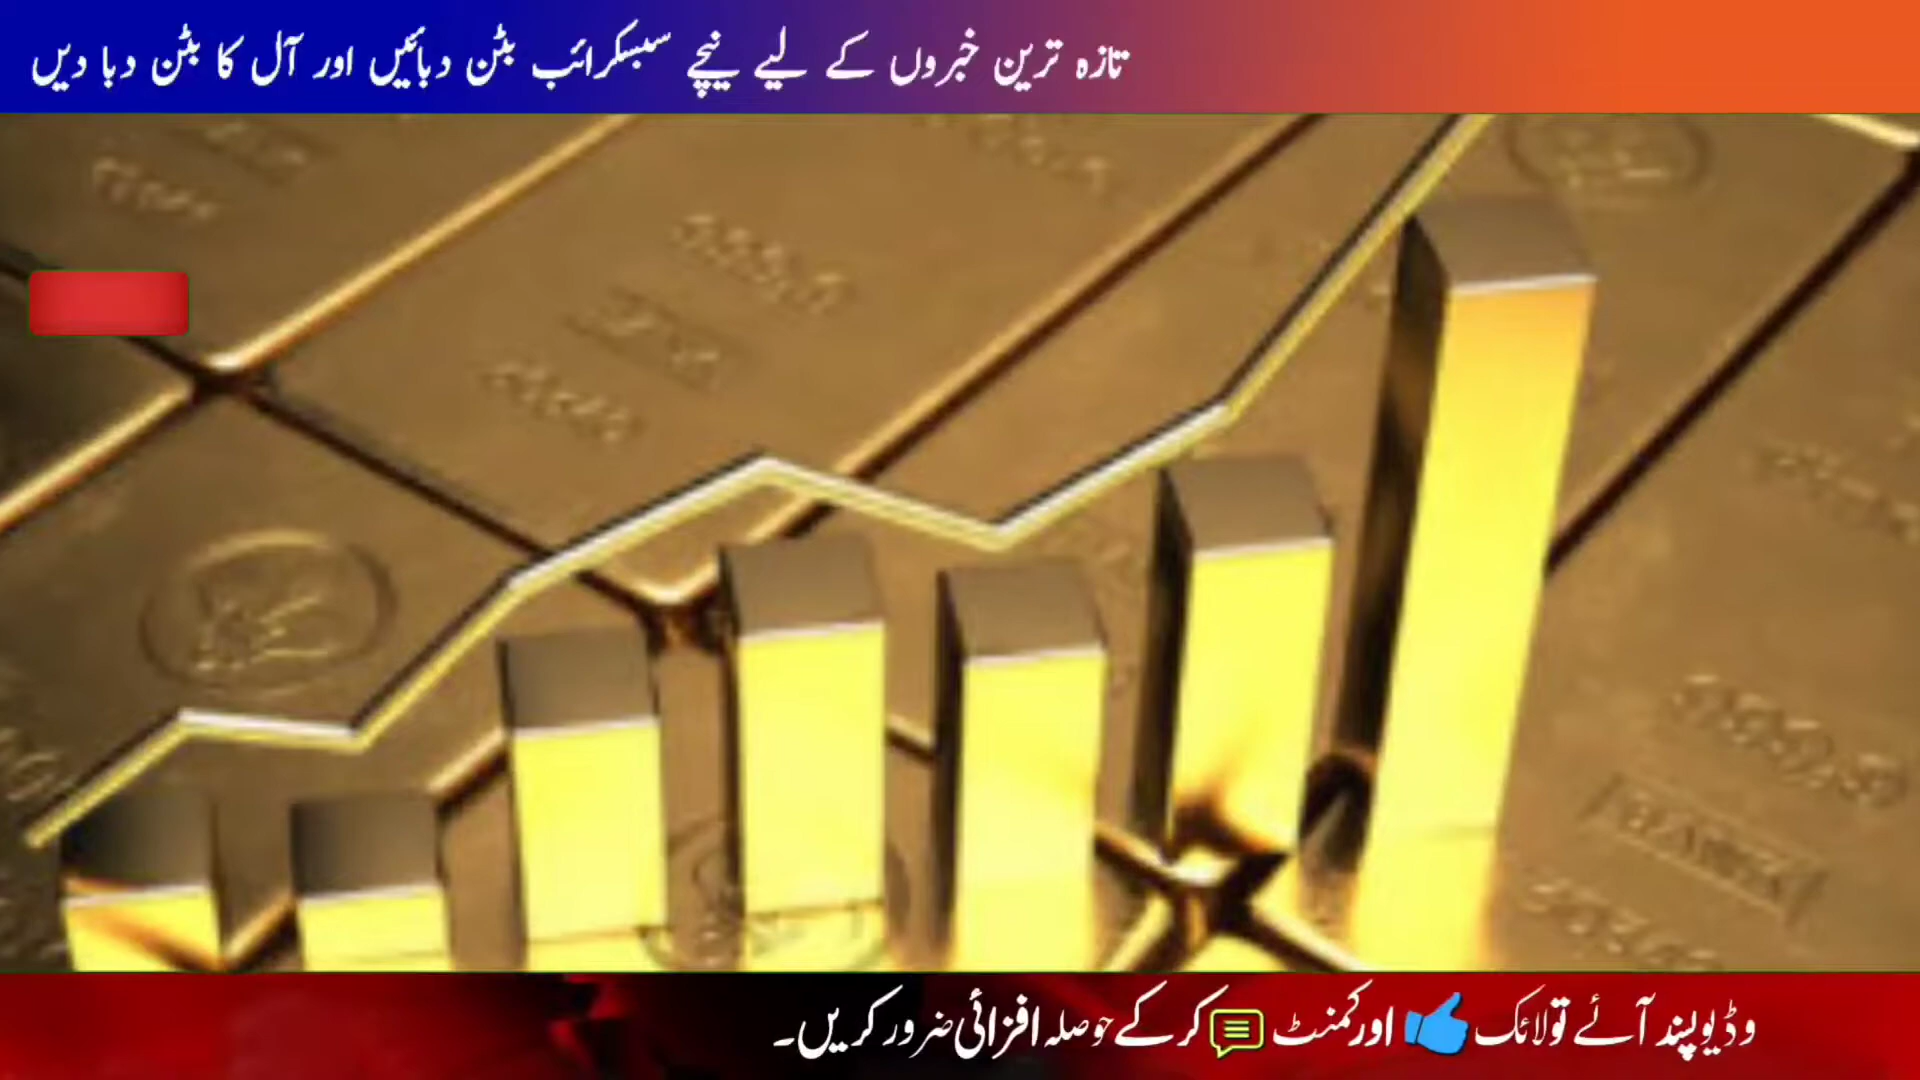 تازہ ترین خبروں کے لیے نیچے سبسکرائب بٹن دبائیں اور آل کا بٹن دبا دیں
وڈیو پسند آئے تو لائک اور کمنٹ کر کے حوصلہ افزائی ضرور کریں۔